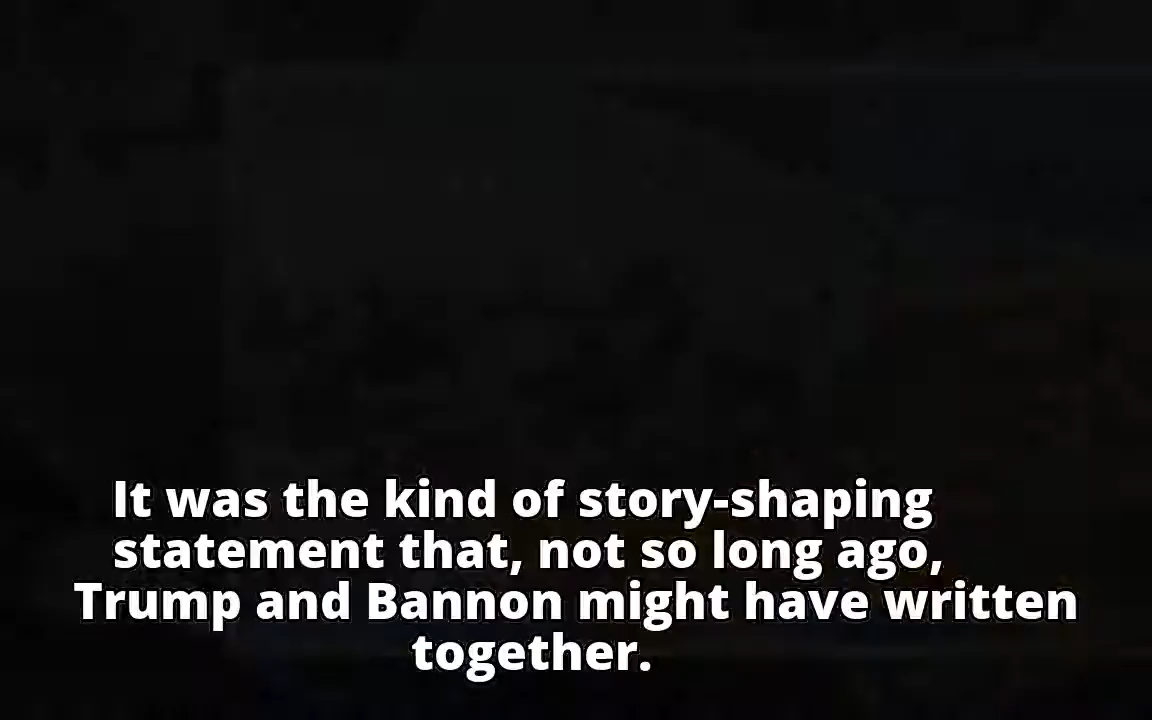 It was the kind of story-shaping
statement that, not so long ago,
Trump and Bannon might have written
together.